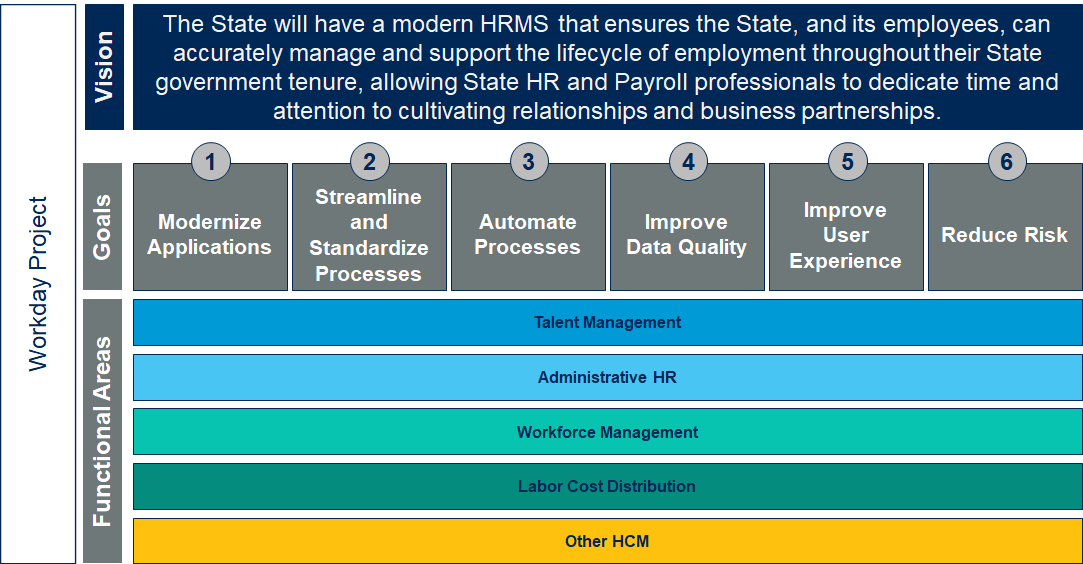 Workday Project
Vision
The State will have a modern HRMS that ensures the State, and its employees, can
accurately manage and support the lifecycle of employment throughout their State
government tenure, allowing State HR and Payroll professionals to dedicate time and
attention to cultivating relationships and business partnerships.
Goals
1
Modernize
Applications
2
Streamline
and
Standardize
Processes
3
Automate
Processes
4
Improve
Data Quality
5
Improve
User
Experience
6
Reduce Risk
Functional Areas
Talent Management
Administrative HR
Workforce Management
Labor Cost Distribution
Other HCM